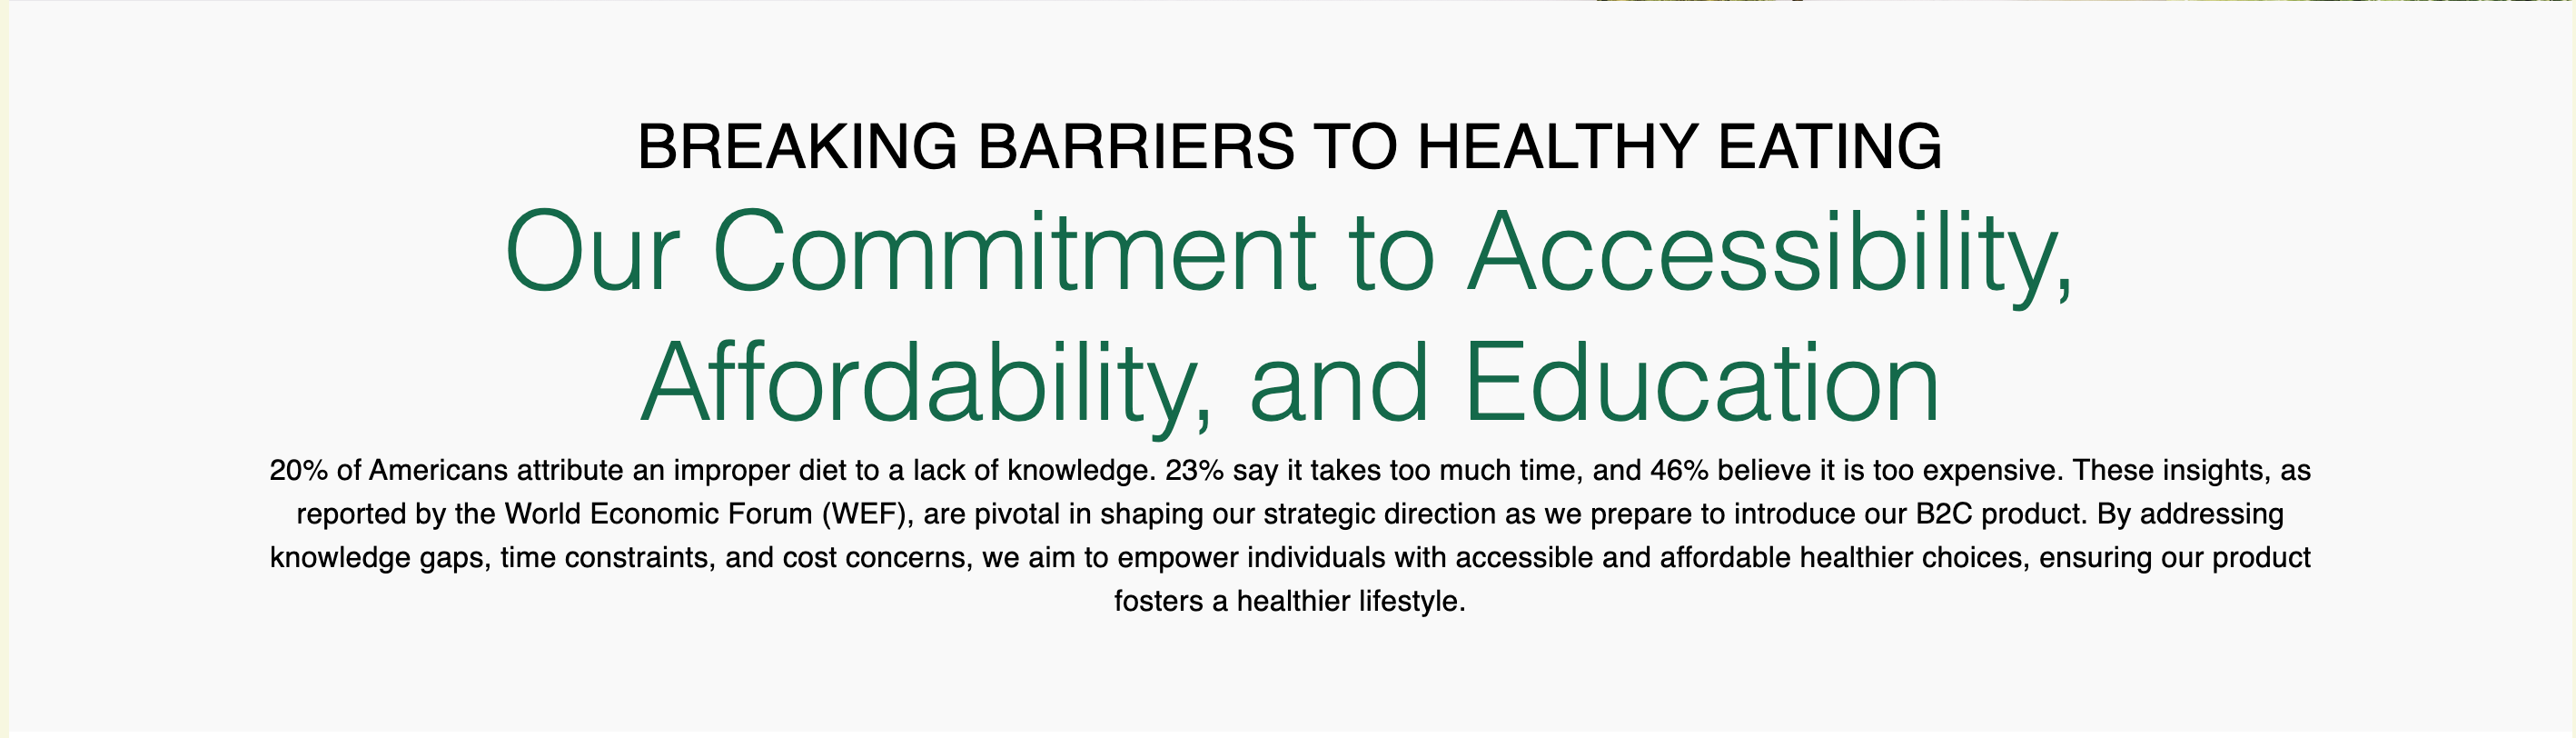 BREAKING BARRIERS TO HEALTHY EATING
Our Commitment to Accessibility,
Affordability, and Education
20% of Americans attribute an improper diet to a lack of knowledge. 23% say it takes too much time, and 46% believe it is too expensive. These insights, as
reported by the World Economic Forum (WEF), are pivotal in shaping our strategic direction as we prepare to introduce our B2C product. By addressing
knowledge gaps, time constraints, and cost concerns, we aim to empower individuals with accessible and affordable healthier choices, ensuring our product
fosters a healthier lifestyle.